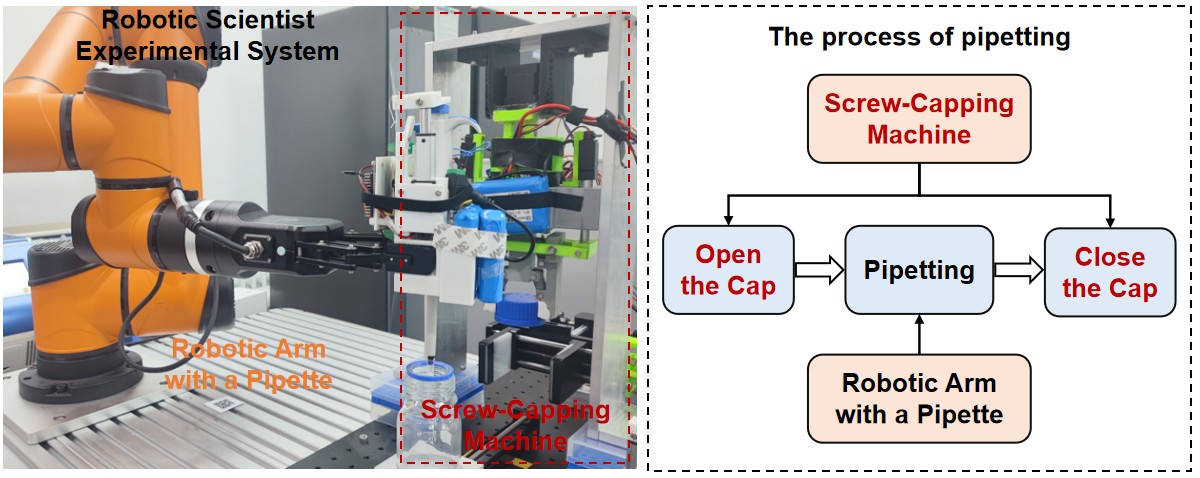 Robotic Scientist
Experimental System
Robotic Arm
with a Pipette
Screw-Capping
Machine
The process of pipetting
Screw-Capping
Machine
Open
the Cap
Pipetting
Close
the Cap
Robotic Arm
with a Pipette